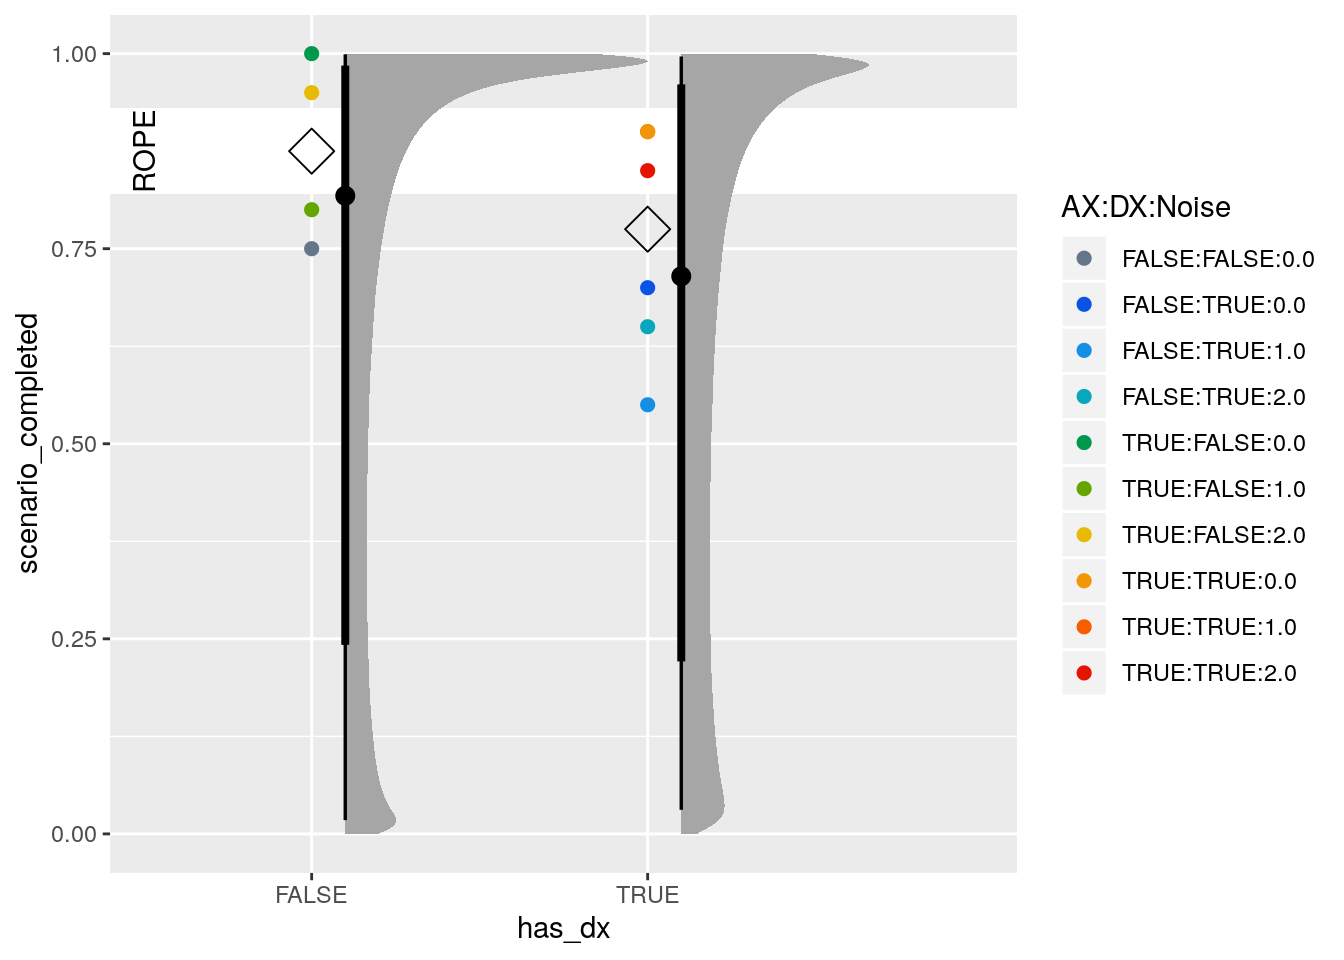 1.00
0.75
0.50
0.25
0.00
scenario_completed
ROPE
FALSE
TRUE
has_dx
AX:DX:Noise
FALSE:FALSE:0.0
FALSE:TRUE:0.0
FALSE:TRUE:1.0
FALSE:TRUE:2.0
TRUE:FALSE:0.0
TRUE:FALSE:1.0
TRUE:FALSE:2.0
TRUE:TRUE:0.0
TRUE:TRUE:1.0
TRUE:TRUE:2.0